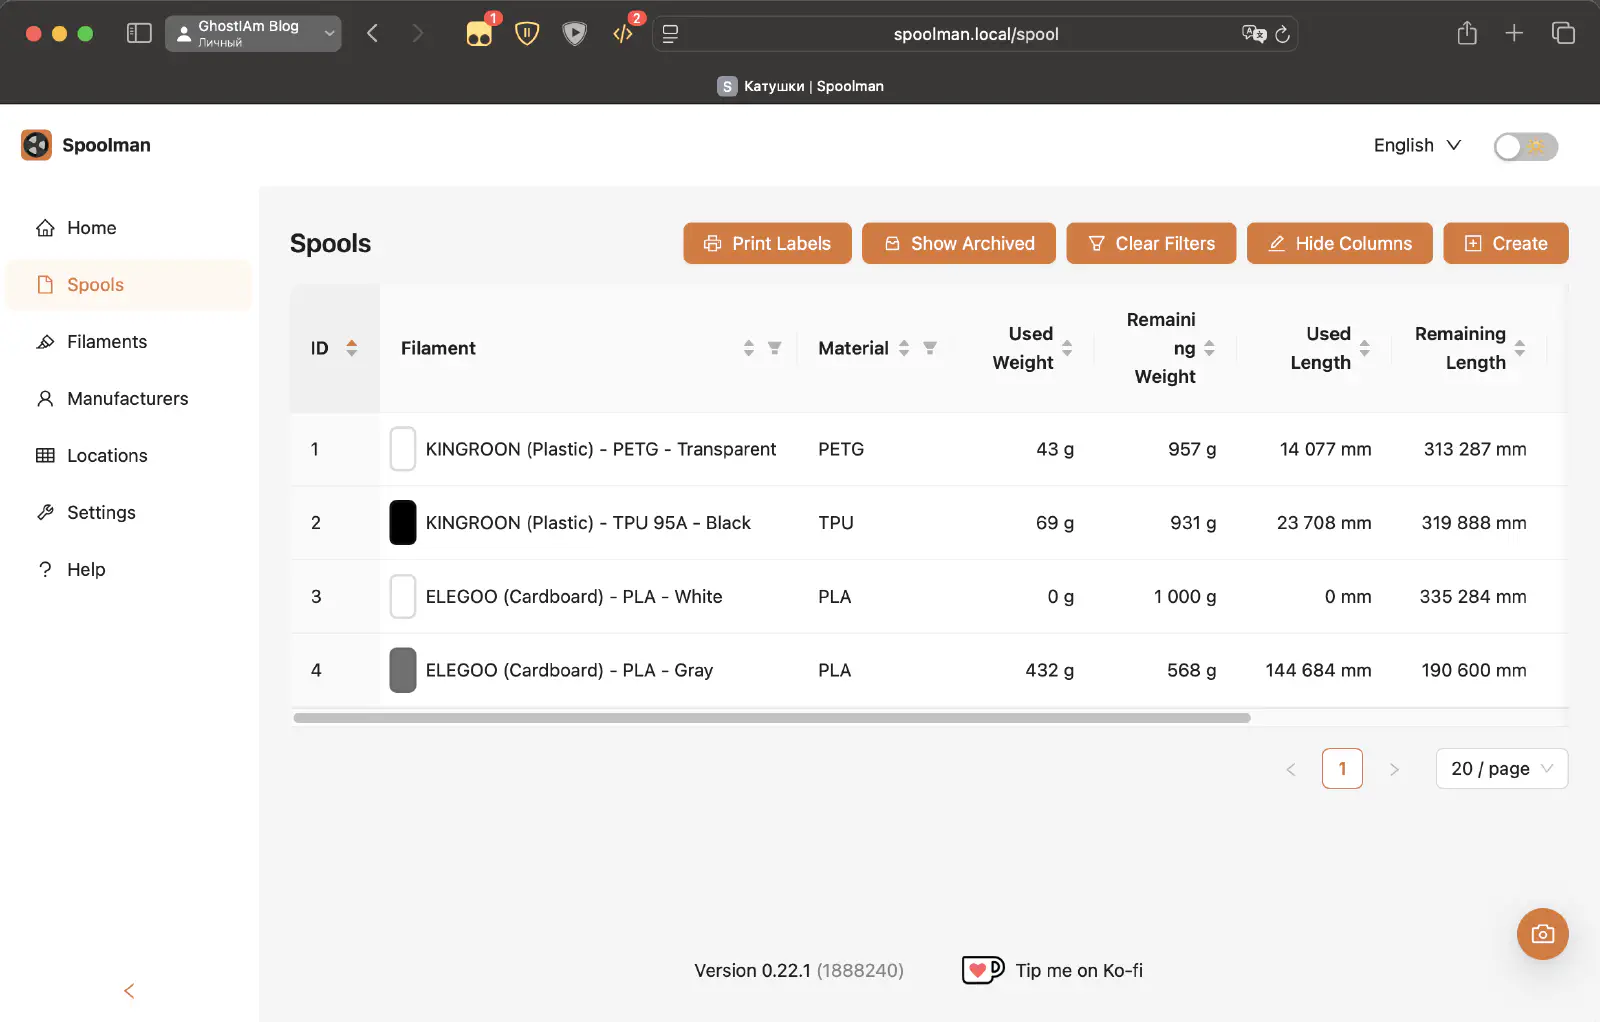 GhostIAm Blog
Личный
1
2
spoolman.local/spool
S Катушки | Spoolman
Spoolman
English
Home
Spools
Filaments
Manufacturers
Locations
Settings
? Help
Spools
Print Labels
Show Archived
Clear Filters
Hide Columns
Create
ID
Filament
Material
Used
Weight
Remaini
ng
Weight
Used
Length
Remaining
Length
1 KINGROON (Plastic) - PETG - Transparent PETG 43 g 957 g 14 077 mm 313 287 mm
2 KINGROON (Plastic) - TPU 95A - Black TPU 69 g 931 g 23 708 mm 319 888 mm
3 ELEGOO (Cardboard) - PLA - White PLA 0 g 1 000 g 0 mm 335 284 mm
4 ELEGOO (Cardboard) - PLA - Gray PLA 432 g 568 g 144 684 mm 190 600 mm
< 1 > 20 / page
Version 0.22.1 (1888240)
Tip me on Ko-fi